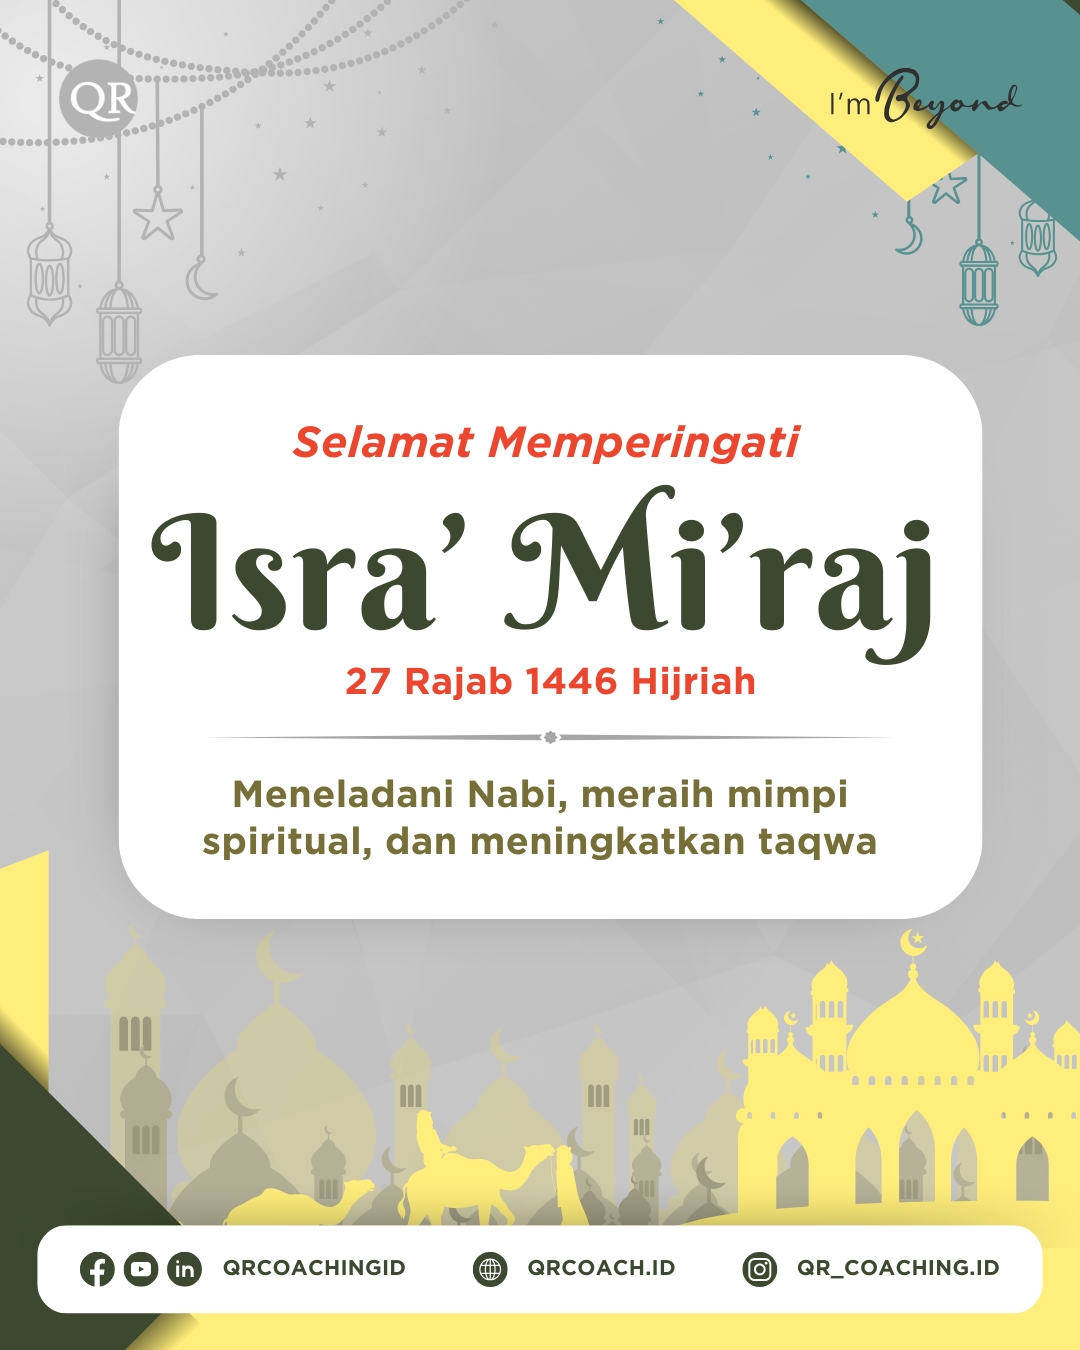 QR
I'm Beyond
Selamat Memperingati
Isra' Mi'raj
27 Rajab 1446 Hijriah
Meneladani Nabi, meraih mimpi
spiritual, dan meningkatkan taqwa
QRCOACHINGID QRCOACH.ID QR_COACHING.ID